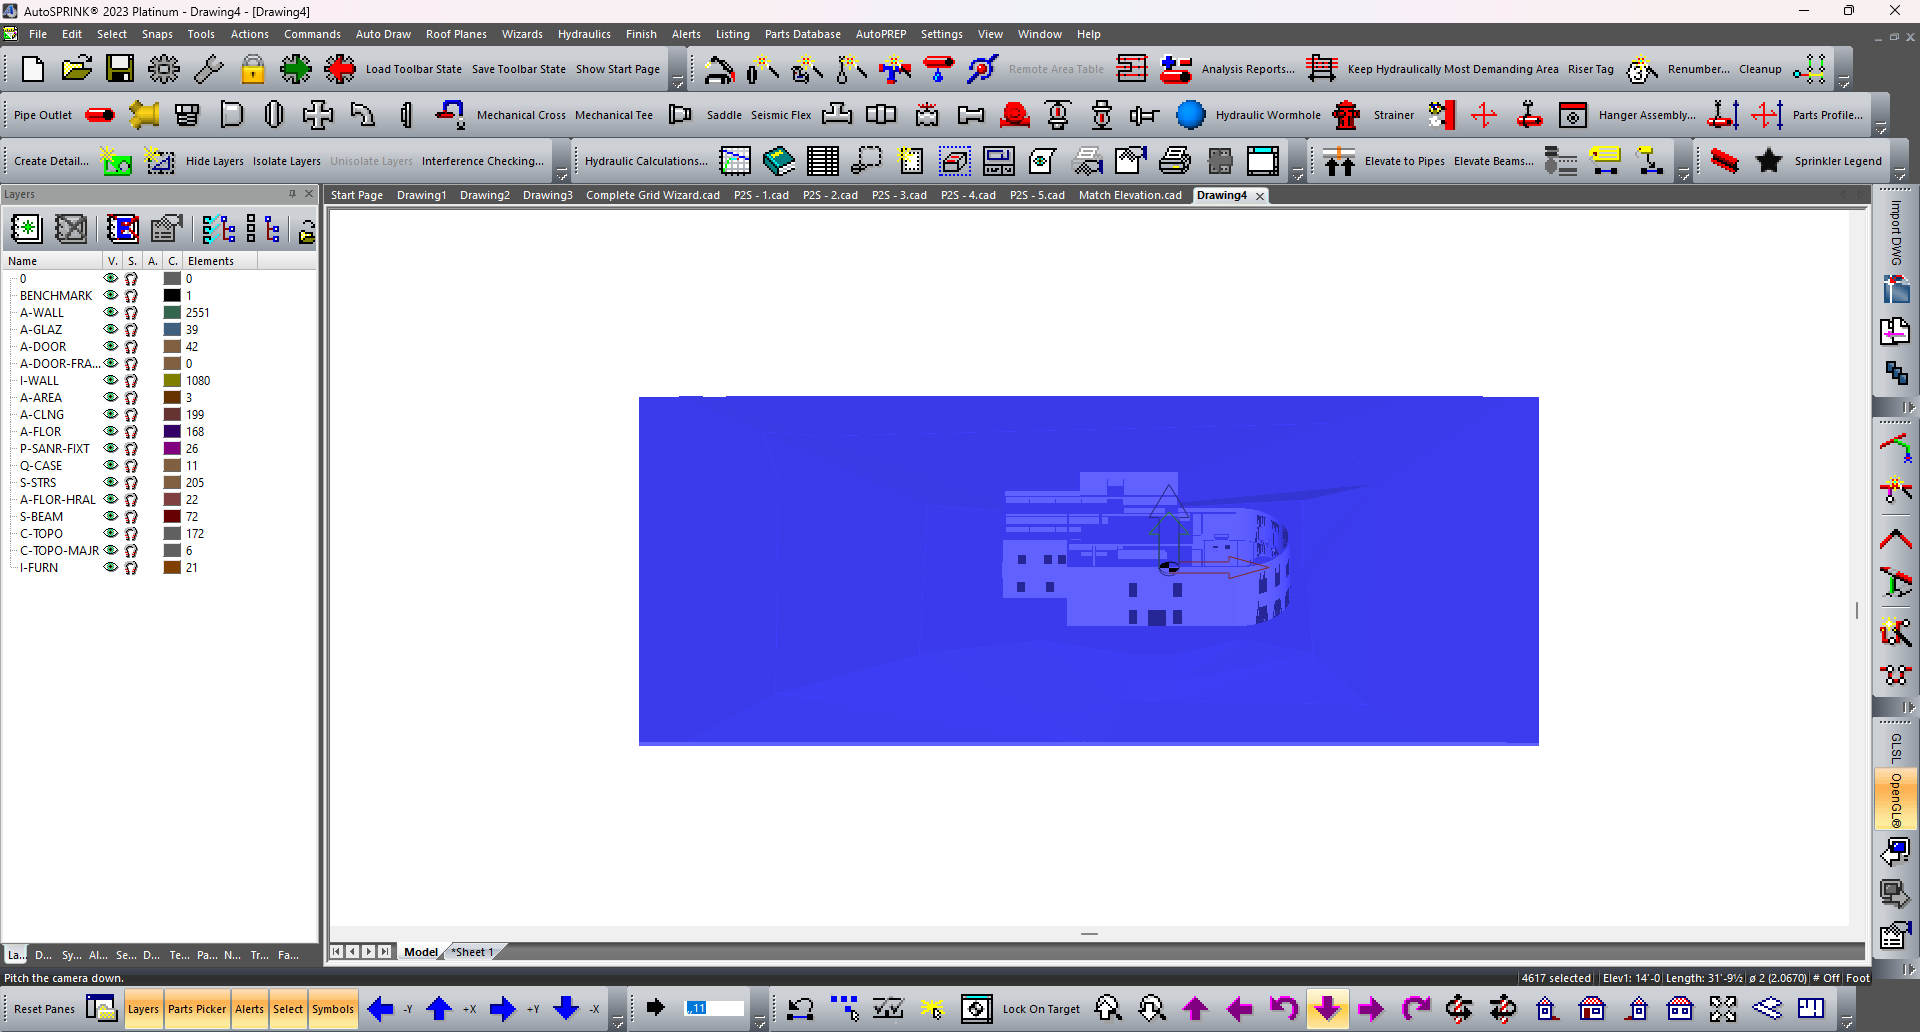 AutoSPRINK® 2023 Platinum - Drawing4 - [Drawing4]
File Edit Select Snaps Tools Actions Commands Auto Draw Roof Planes Wizards Hydraulics Finish Alerts Listing Parts Database AutoPREP Settings View Window Help
Load Toolbar State Save Toolbar State Show Start Page Remote Area Table Analysis Reports... Keep Hydraulically Most Demanding Area Riser Tag Renumber... Cleanup
Pipe Outlet Mechanical Cross Mechanical Tee Saddle Seismic Flex Hydraulic Wormhole Strainer Hanger Assembly... Parts Profile...
Create Detail... Hide Layers Isolate Layers Unisolate Layers Interference Checking... Hydraulic Calculations... Elevate to Pipes Elevate Beams... Sprinkler Legend
Layers
Start Page Drawing1 Drawing2 Drawing3 Complete Grid Wizard.cad P2S - 1.cad P2S - 2.cad P2S - 3.cad P2S - 4.cad P2S - 5.cad Match Elevation.cad Drawing4
Import DWG
Name V. S. A. C. Elements
0 0
BENCHMARK 1
A-WALL 2551
A-GLAZ 39
A-DOOR 42
A-DOOR-FRA... 0
I-WALL 1080
A-AREA 3
A-CLNG 199
A-FLOR 168
P-SANR-FIXT 26
Q-CASE 11
S-STRS 205
A-FLOR-HRAL 22
S-BEAM 72
C-TOPO 172
C-TOPO-MAJR 6
I-FURN 21
GLSL
OpenGL®
La... D... Sy... Al... Se... D... Te... Pa... N... Tr... Fa...
Model *Sheet 1
Pitch the camera down. 4617 selected Elev1: 14'-0 Length: 31'-9½ ø 2 (2.0670) # Off Foot
Reset Panes Layers Parts Picker Alerts Select Symbols -Y +X +Y -X ,,11 Lock On Target